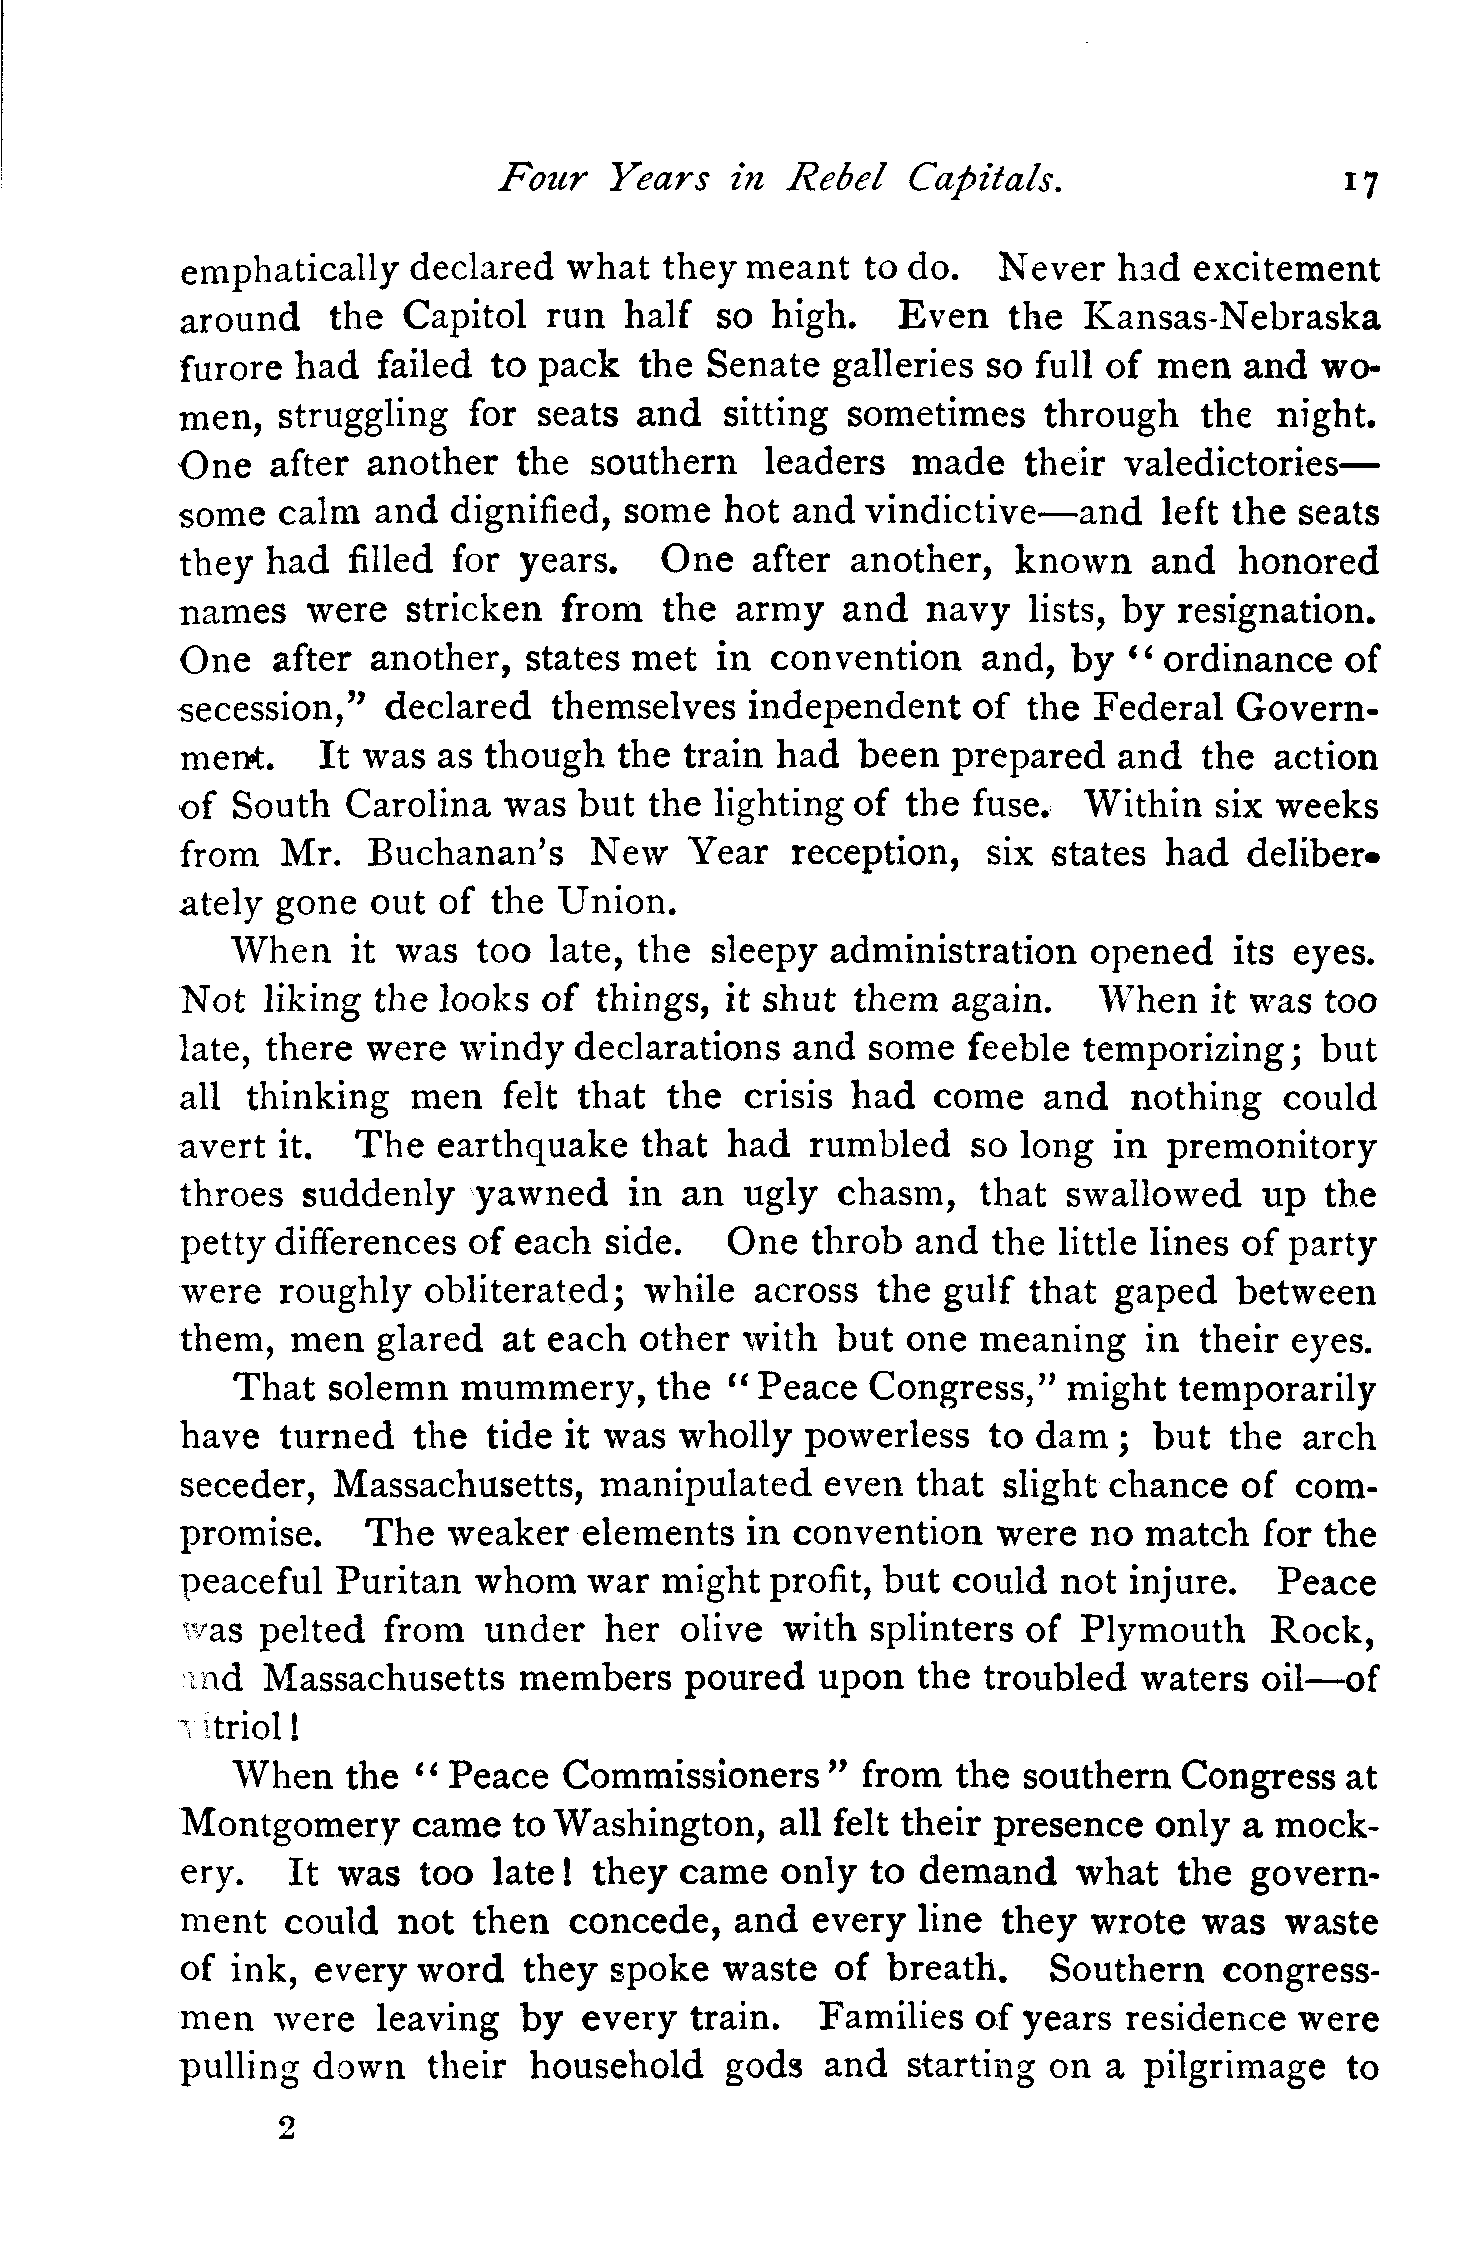 Four Years in Rebel Capitals. 17
emphatically declared what they meant to do. Never had excitement
around the Capitol run half so high. Even the Kansas-Nebraska
furore had failed to pack the Senate galleries so full of men and wo-
men, struggling for seats and sitting sometimes through the night.
One after another the southern leaders made their valedictories—
some calm and dignified, some hot and vindictive—and left the seats
they had filled for years. One after another, known and honored
names were stricken from the army and navy lists, by resignation.
One after another, states met in convention and, by “ ordinance of
secession,” declared themselves independent of the Federal Govern-
ment. It was as though the train had been prepared and the action
of South Carolina was but the lighting of the fuse. Within six weeks
from Mr. Buchanan's New Year reception, six states had deliber-
ately gone out of the Union.
When it was too late, the sleepy administration opened its eyes.
Not liking the looks of things, it shut them again. When it was too
late, there were windy declarations and some feeble temporizing; but
all thinking men felt that the crisis had come and nothing could
avert it. The earthquake that had rumbled so long in premonitory
throes suddenly yawned in an ugly chasm, that swallowed up the
petty differences of each side. One throb and the little lines of party
were roughly obliterated; while across the gulf that gaped between
them, men glared at each other with but one meaning in their eyes.
That solemn mummery, the “ Peace Congress,” might temporarily
have turned the tide it was wholly powerless to dam ; but the arch
seceder, Massachusetts, manipulated even that slight chance of com-
promise. The weaker elements in convention were no match for the
peaceful Puritan whom war might profit, but could not injure. Peace
was pelted from under her olive with splinters of Plymouth Rock,
and Massachusetts members poured upon the troubled waters oil—of
vitriol !
When the “ Peace Commissioners ” from the southern Congress at
Montgomery came to Washington, all felt their presence only a mock-
ery. It was too late ! they came only to demand what the govern-
ment could not then concede, and every line they wrote was waste
of ink, every word they spoke waste of breath. Southern congress-
men were leaving by every train. Families of years residence were
pulling down their household gods and starting on a pilgrimage to
2